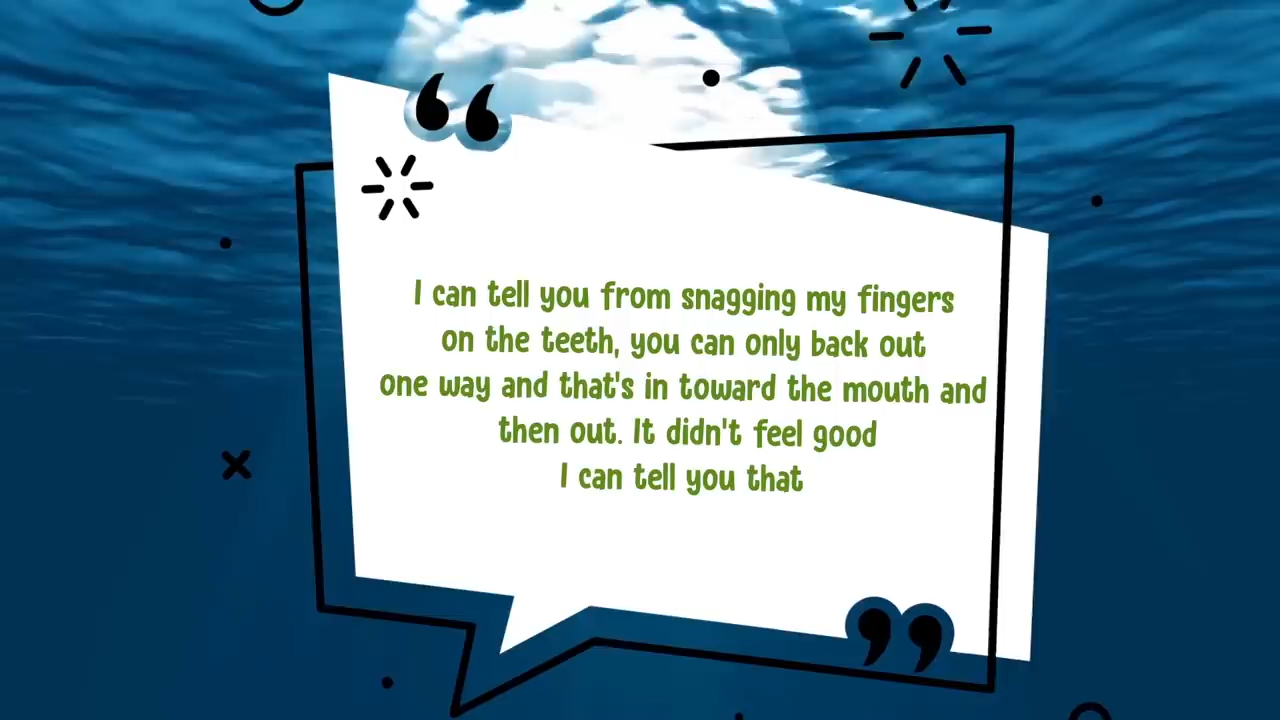 I can tell you from snagging my fingers
on the teeth, you can only back out
one way and that's in toward the mouth and
then out. It didn't feel good
I can tell you that